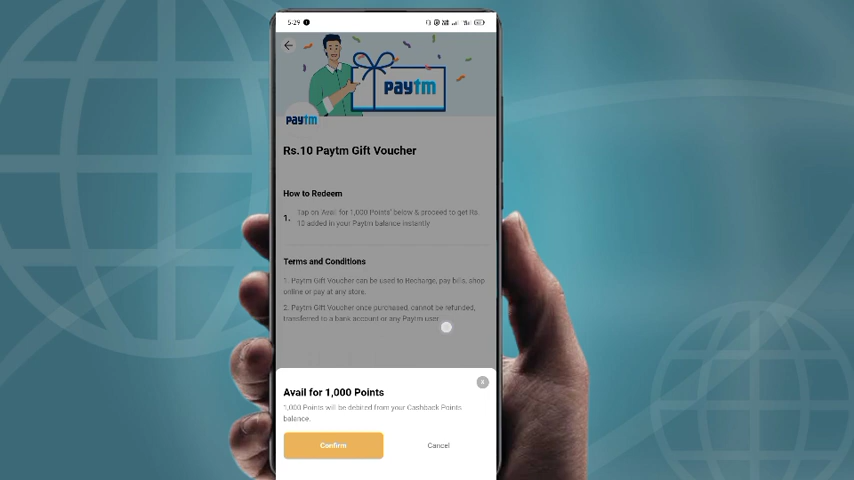 5:29
paytm
paytm
Rs.10 Paytm Gift Voucher
How to Redeem
1. Tap on 'Avail for 1,000 Points' below & proceed to get Rs.
10 added in your Paytm balance instantly
Terms and Conditions
1. Paytm Gift Voucher can be used to Recharge, pay bills, shop
online or pay at any store.
2. Paytm Gift Voucher once purchased, cannot be refunded,
transferred to a bank account or any Paytm user.
Avail for 1,000 Points
1,000 Points will be debited from your Cashback Points
balance.
Confirm
Cancel